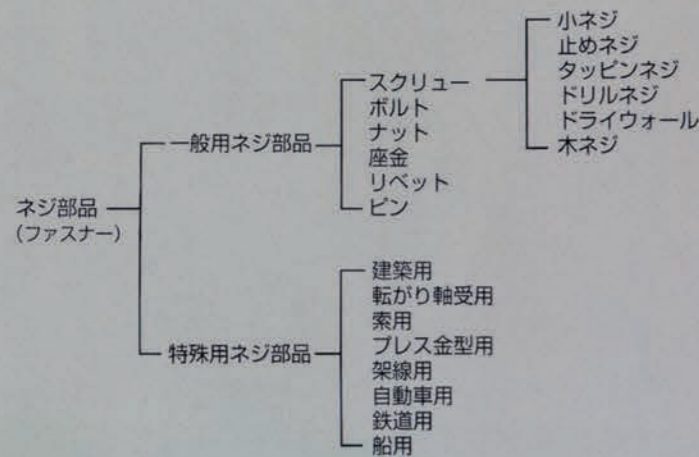 ネジ部品
(ファスナー)
一般用ネジ部品
スクリュー
ボルト
ナット
座金
リベット
ピン
小ネジ
止めネジ
タッピンネジ
ドリルネジ
ドライウォール
木ネジ
特殊用ネジ部品
建築用
転がり軸受用
索用
プレス金型用
架線用
自動車用
鉄道用
船用